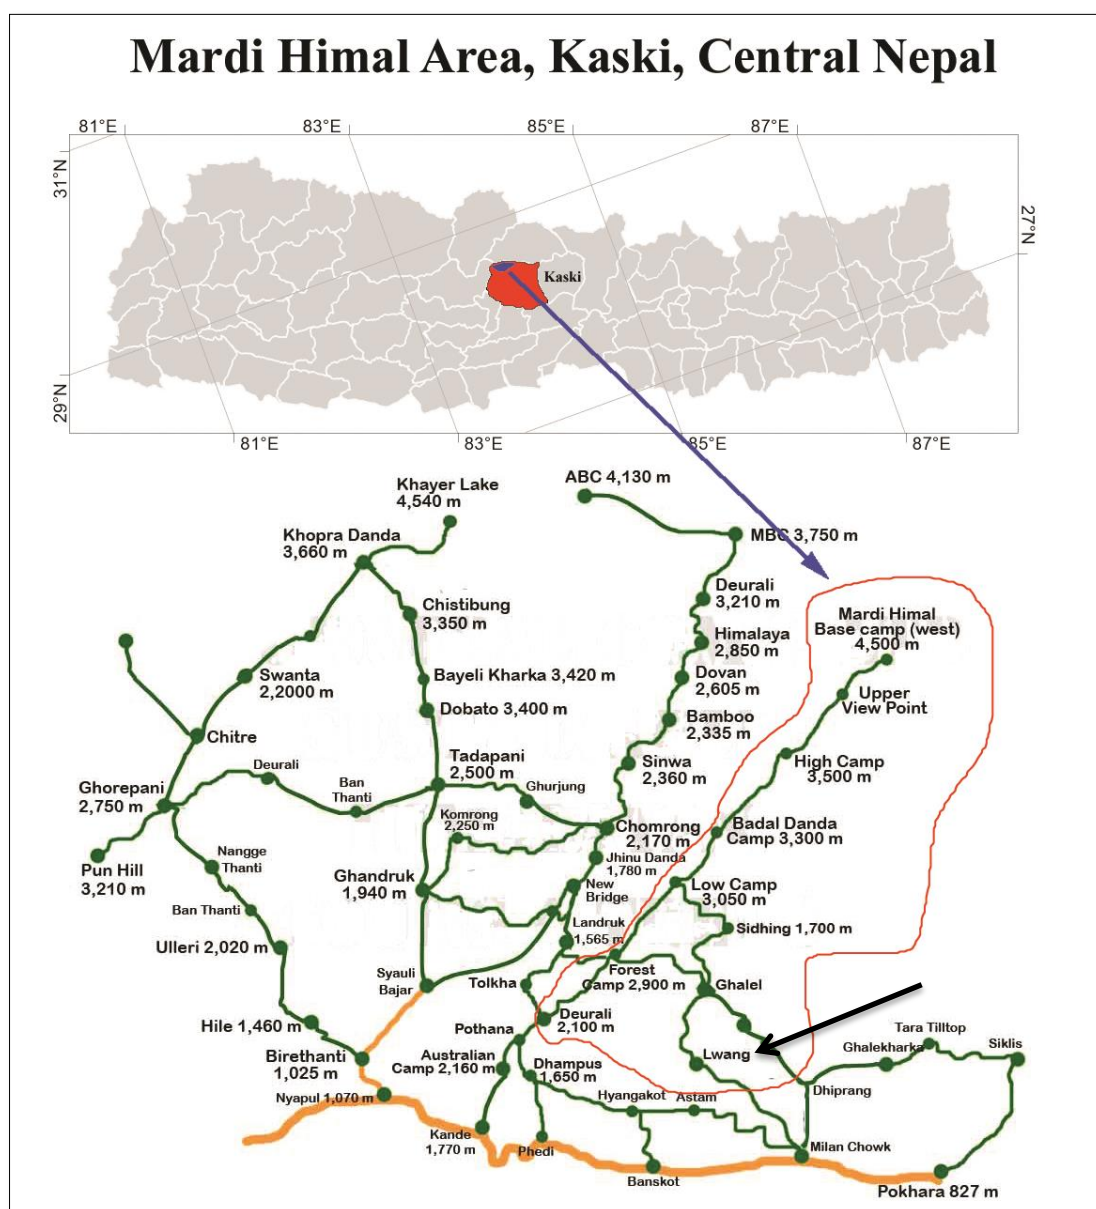 Mardi Himal Area, Kaski, Central Nepal
81°E
83°E
85°E
87°E
31°N
27°N
Kaski
29°N
81°E
83°E
85°E
87°E
ABC 4,130 m
Khayer Lake
4,540 m
MBC 3,750 m
Khopra Danda
3,660 m
Deurali
3,210 m
Chistibung
3,350 m
Mardi Himal
Base camp (west)
4,500 m
Himalaya
2,850 m
Swanta
2,2000 m
Bayeli Kharka 3,420 m
Dovan
2,605 m
Upper
View Point
Dobato 3,400 m
Bamboo
2,335 m
Chitre
Tadapani
2,500 m
Sinwa
2,360 m
High Camp
3,500 m
Deurali
Ban
Thanti
Ghurjung
Ghorepani
2,750 m
Komrong
2,250 m
Chomrong
2,170 m
Badal Danda
Camp 3,300 m
Pun Hill
3,210 m
Nangge
Thanti
Jhinu Danda
1,780 m
Ghandruk
1,940 m
New
Bridge
Low Camp
3,050 m
Ban Thanti
Landruk
1,565 m
Sidhing 1,700 m
Ulleri 2,020 m
Syauli
Bajar
Tolkha
Forest
Camp 2,900 m
Ghalel
Hile 1,460 m
Pothana
Deurali
2,100 m
Tara Tilltop
Birethanti
1,025 m
Australian
Camp 2,160 m
Dhampus
1,650 m
Lwang
Ghalekharka
Siklis
Nyapul 1,070 m
Hyangakot
Astam
Dhiprang
Kande
1,770 m
Phedi
Milan Chowk
Banskot
Pokhara 827 m